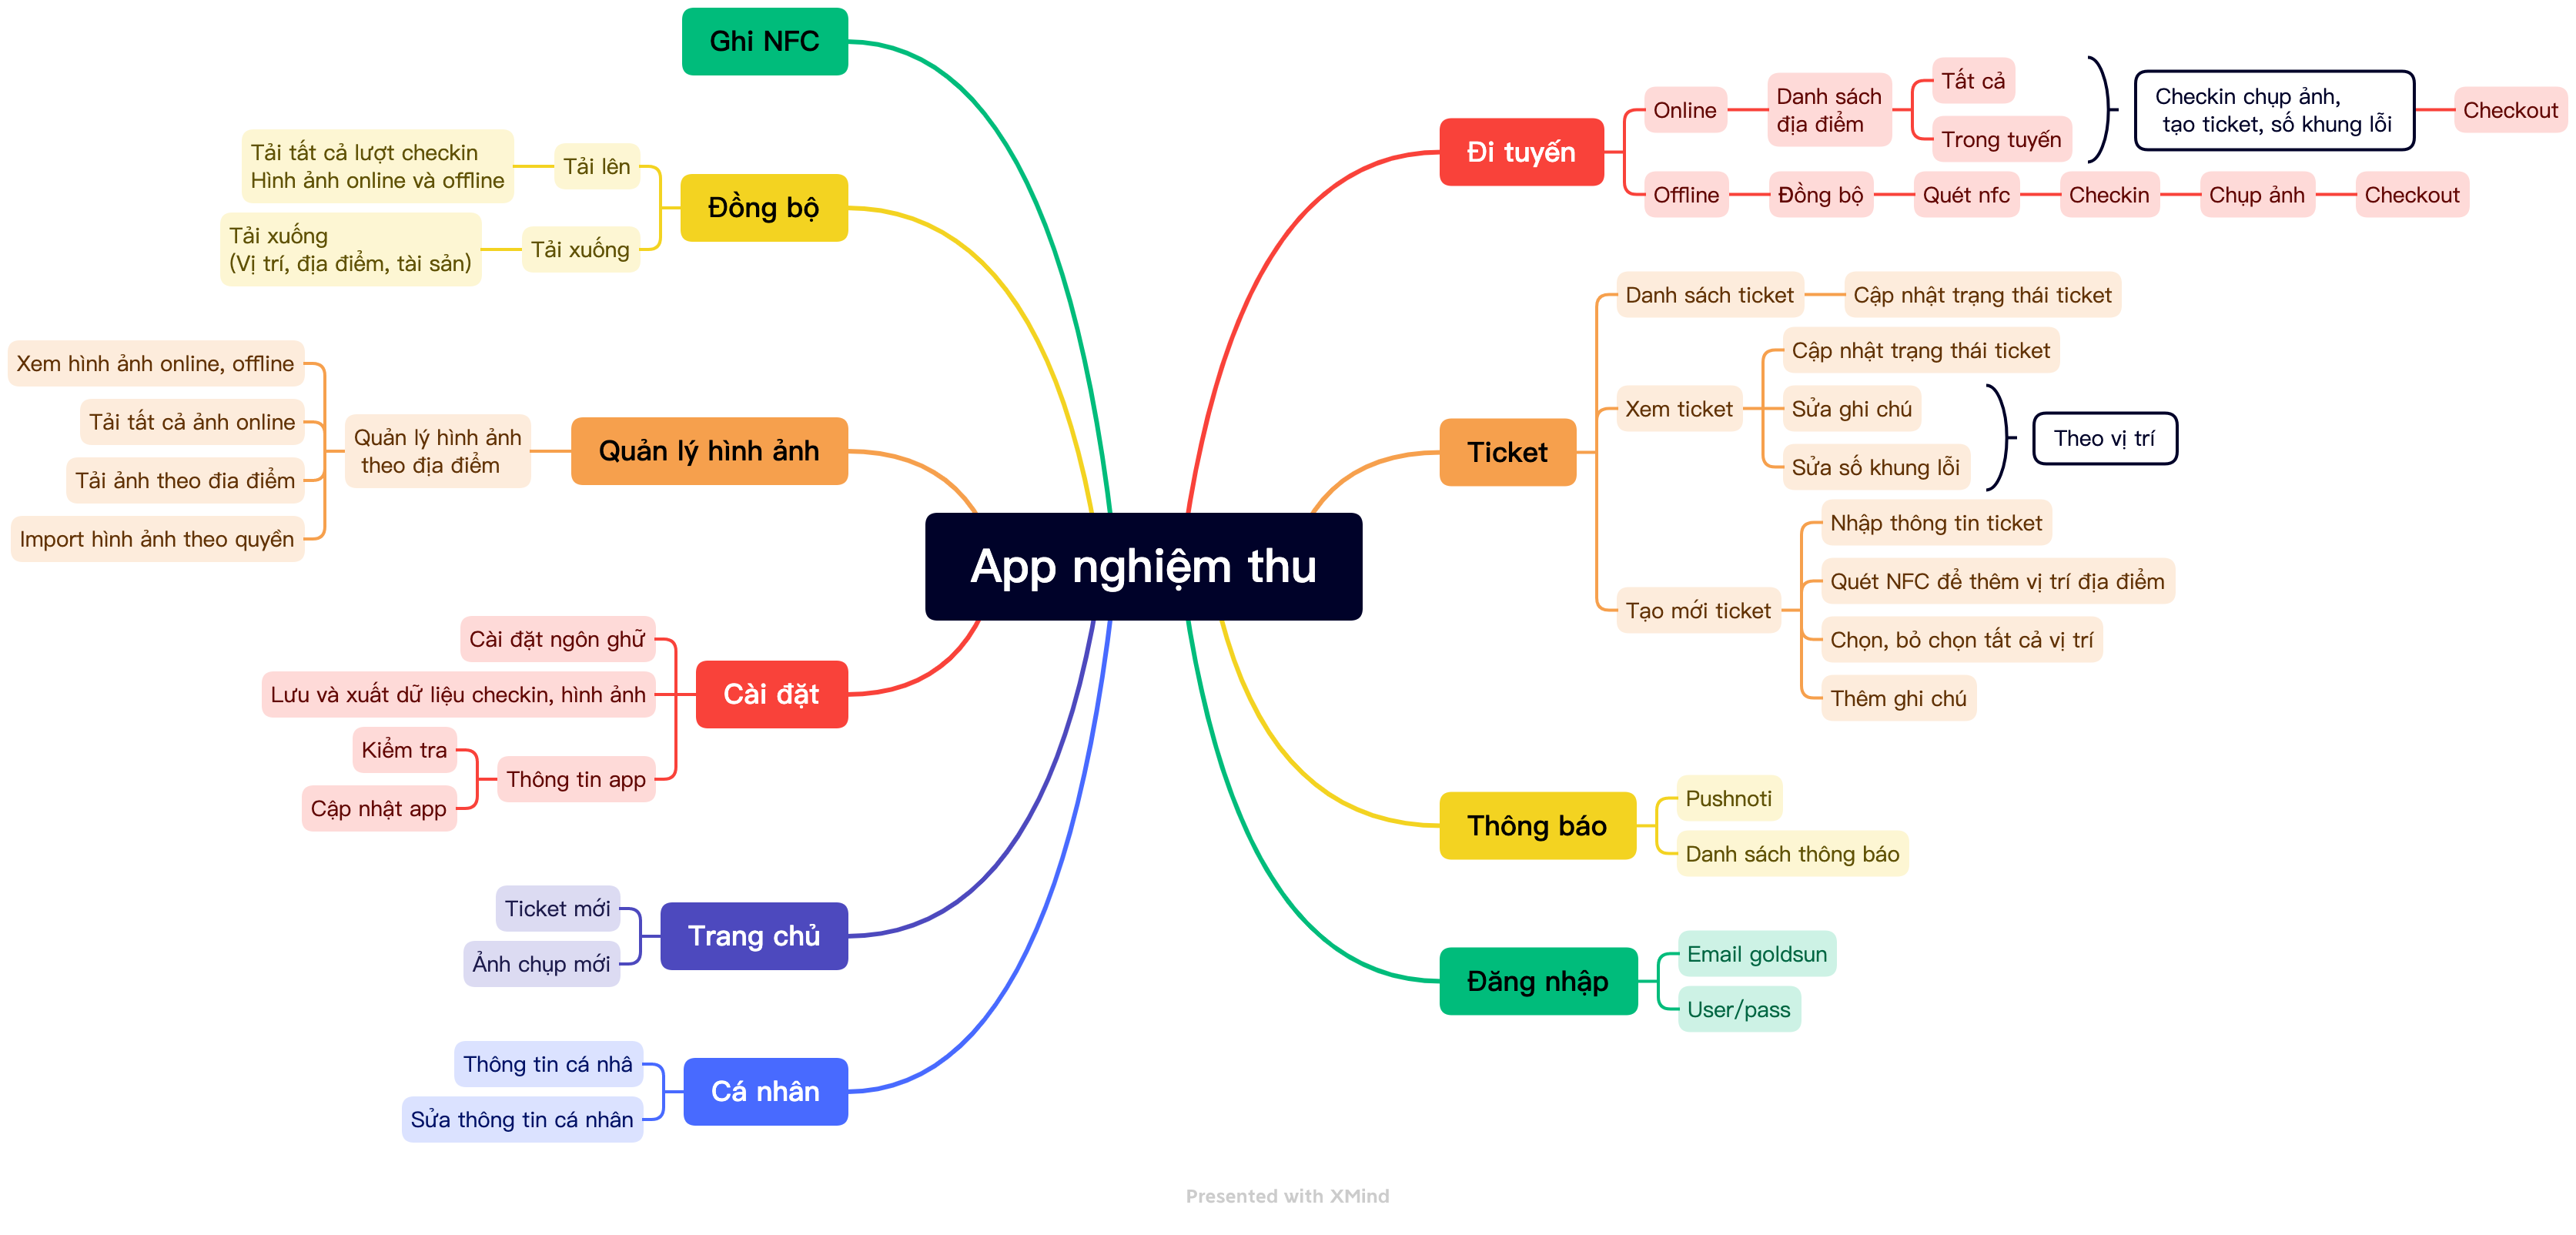 App nghiệm thu
Đi tuyến
Online
Danh sách
địa điểm
Tất cả
Trong tuyến
Checkin chụp ảnh,
tạo ticket, số khung lỗi
Checkout
Offline
Đồng bộ
Quét nfc
Checkin
Chụp ảnh
Checkout
Ticket
Danh sách ticket
Cập nhật trạng thái ticket
Xem ticket
Cập nhật trạng thái ticket
Sửa ghi chú
Sửa số khung lỗi
Theo vị trí
Tạo mới ticket
Nhập thông tin ticket
Quét NFC để thêm vị trí địa điểm
Chọn, bỏ chọn tất cả vị trí
Thêm ghi chú
Thông báo
Pushnoti
Danh sách thông báo
Đăng nhập
Email goldsun
User/pass
Ghi NFC
Đồng bộ
Tải lên
Tải tất cả lượt checkin
Hình ảnh online và offline
Tải xuống
Tải xuống
(Vị trí, địa điểm, tài sản)
Quản lý hình ảnh
Quản lý hình ảnh
theo địa điểm
Xem hình ảnh online, offline
Tải tất cả ảnh online
Tải ảnh theo đia điểm
Import hình ảnh theo quyền
Cài đặt
Cài đặt ngôn ghữ
Lưu và xuất dữ liệu checkin, hình ảnh
Thông tin app
Kiểm tra
Cập nhật app
Trang chủ
Ticket mới
Ảnh chụp mới
Cá nhân
Thông tin cá nhâ
Sửa thông tin cá nhân
Presented with XMind